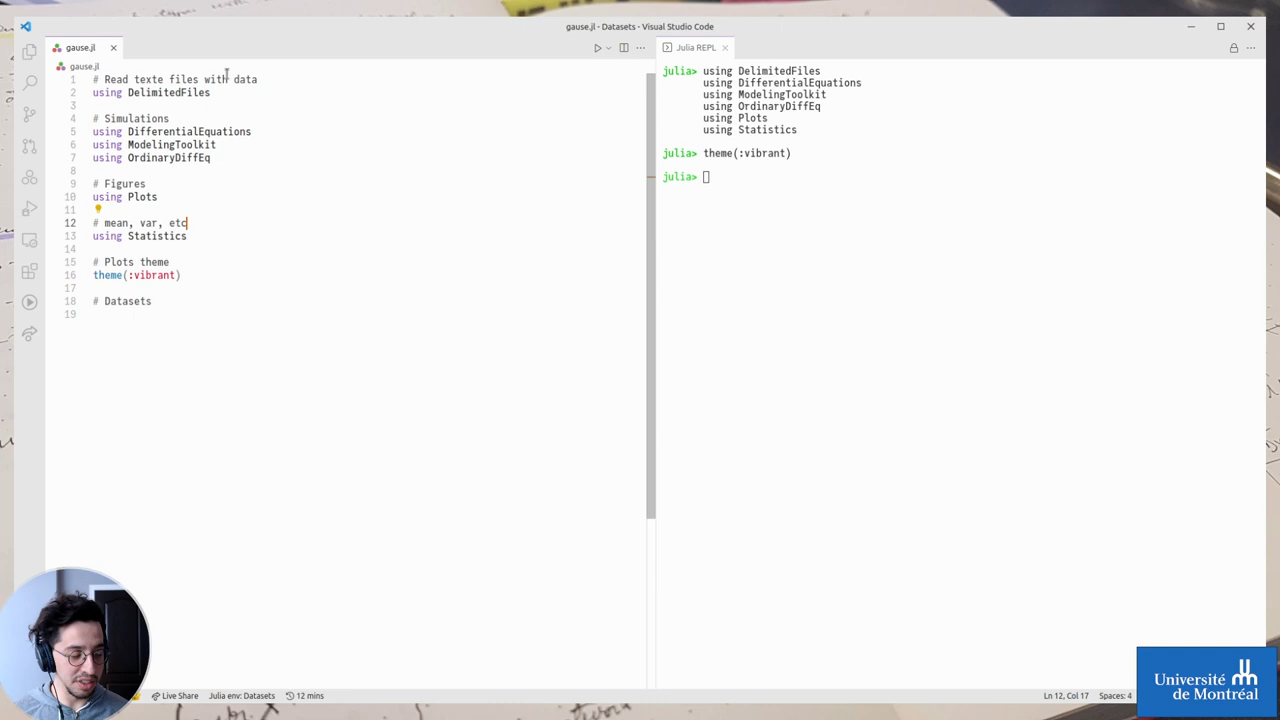 gause.jl - Datasets - Visual Studio Code
gause.jl
gause.jl
1 # Read texte files with data
2 using DelimitedFiles
3
4 # Simulations
5 using DifferentialEquations
6 using ModelingToolkit
7 using OrdinaryDiffEq
8
9 # Figures
10 using Plots
11
12 # mean, var, etc
13 using Statistics
14
15 # Plots theme
16 theme(:vibrant)
17
18 # Datasets
19
Julia REPL
julia> using DelimitedFiles
using DifferentialEquations
using ModelingToolkit
using OrdinaryDiffEq
using Plots
using Statistics
julia> theme(:vibrant)
julia>
Live Share Julia env: Datasets 12 mins
Ln 12, Col 17 Spaces: 4
Université
de Montréal